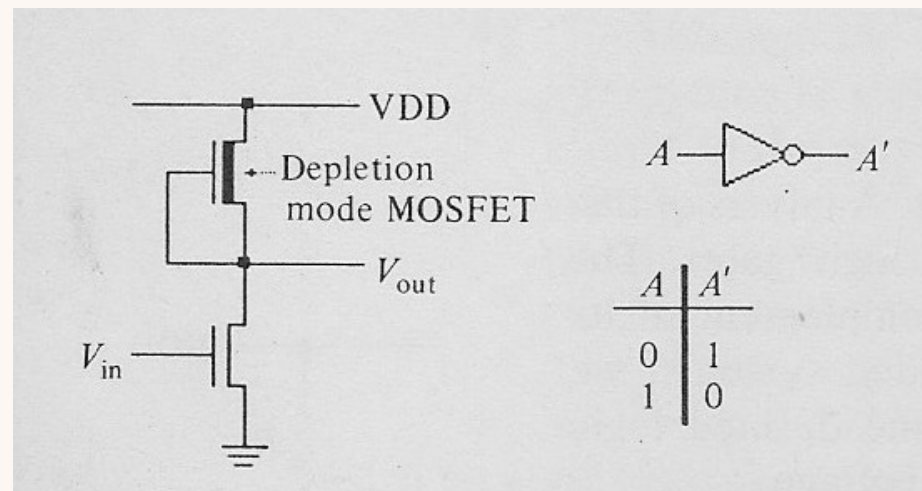 VDD
Depletion
mode MOSFET
Vout
Vin
A A'
A A'
0 1
1 0